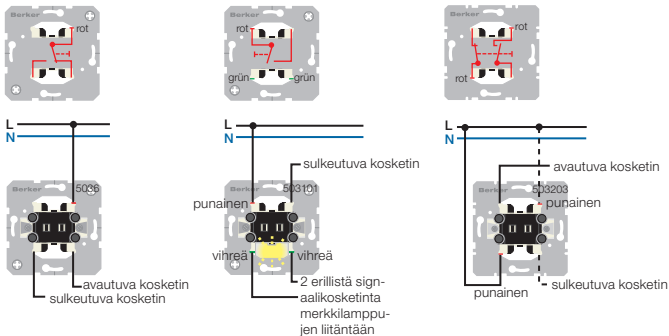 Berker
rot
Berker
rot
grün
grün
Berker
rot
rot
L
N
L
N
L
N
Berker
5036
avautuva kosketin
sulkeutuva kosketin
sulkeutuva kosketin
Berker
503101
punainen
vihreä
vihreä
2 erillistä sign-
aalikosketinta
merkkilamppu-
jen liitäntään
avautuva kosketin
Berker
503203
punainen
punainen
sulkeutuva kosketin